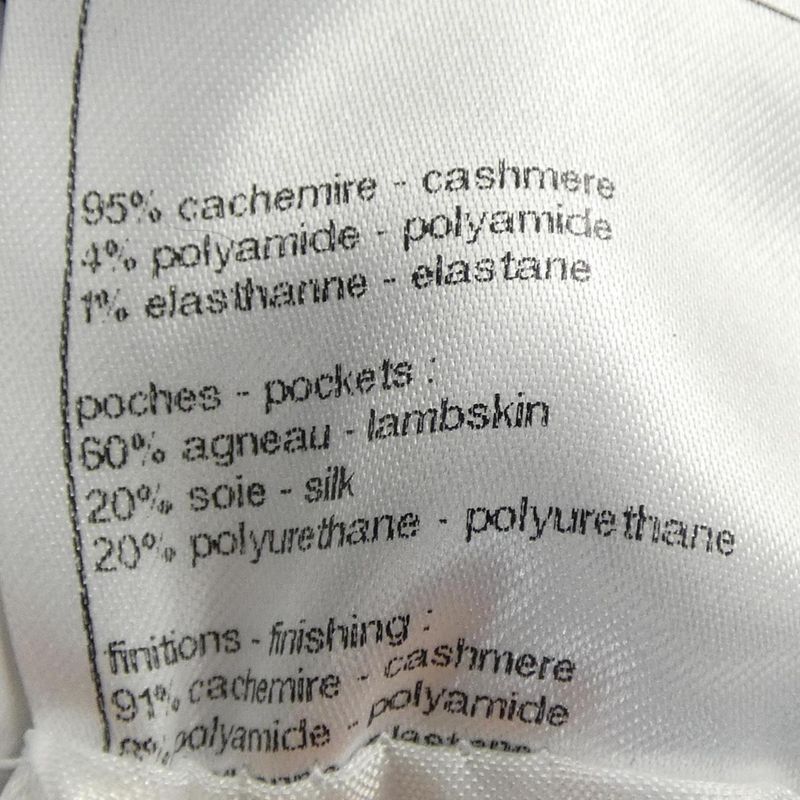 95% cachemire - cashmere
4% polyamide - polyamide
1% elasthanne - elastane
poches - pockets :
60% agneau - lambskin
20% soie - silk
20% polyurethane - polyurethane
finitions - finishing :
91% cachemire - cashmere
polyamide - polyamide
elastane